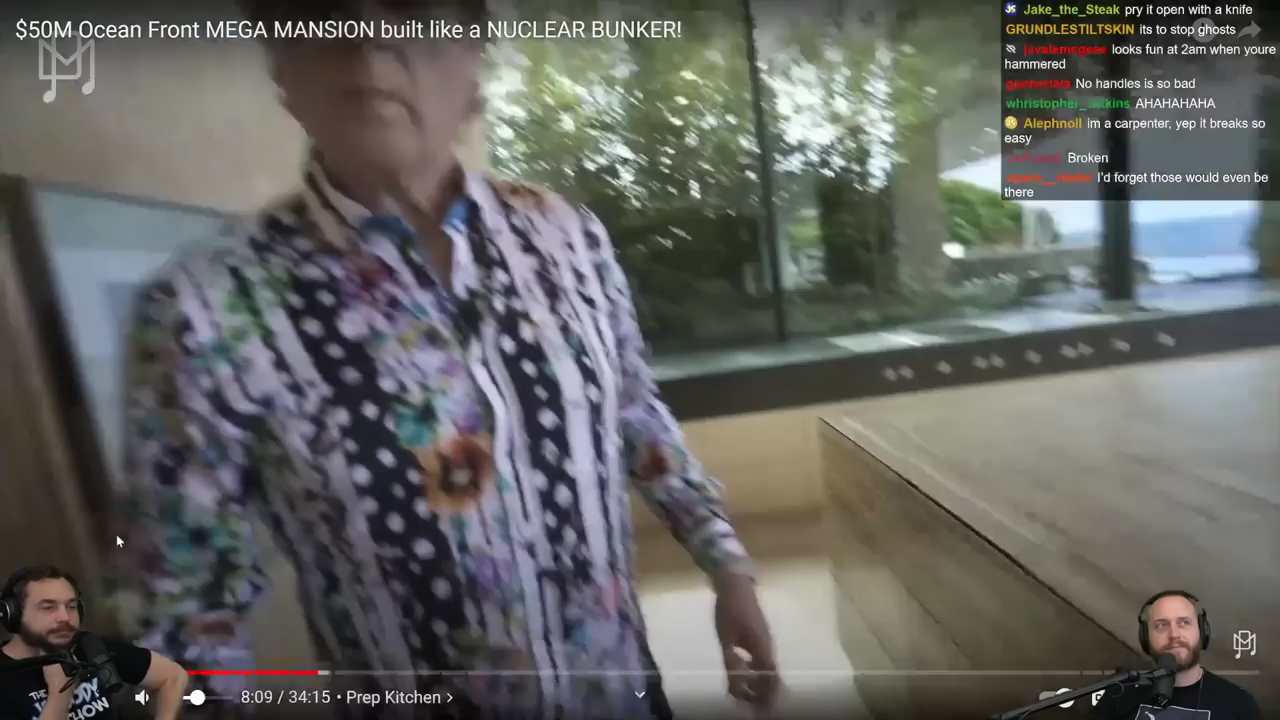 $50M Ocean Front MEGA MANSION built like a NUCLEAR BUNKER!
Jake_the_Steak pry it open with a knife
GRUNDLESTILTSKIN its to stop ghosts
looks fun at 2am when youre
hammered
No handles is so bad
AHAHAHAHA
Alephnoll im a carpenter, yep it breaks so
easy
Broken
I'd forget those would even be
there
8:09 / 34:15 • Prep Kitchen >
THE
SHOW